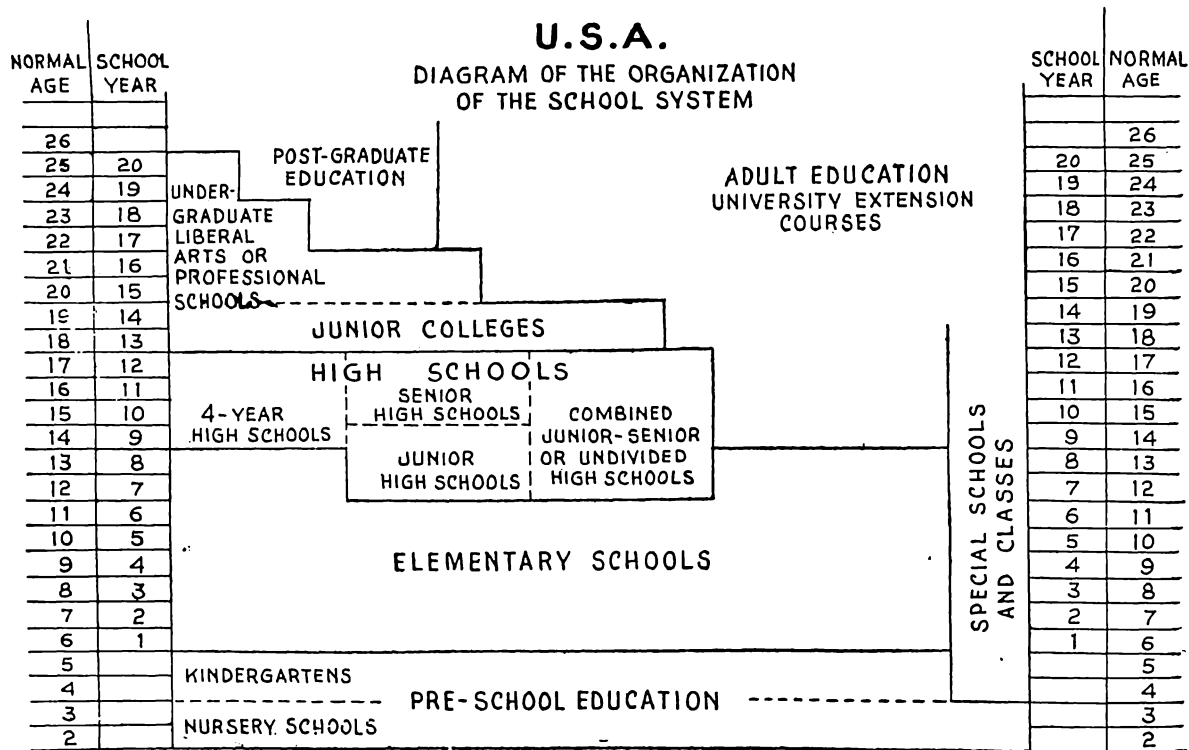 U.S.A.
DIAGRAM OF THE ORGANIZATION
OF THE SCHOOL SYSTEM
NORMAL AGE
SCHOOL YEAR
26
25 20
24 19
23 18
22 17
21 16
20 15
19 14
18 13
17 12
16 11
15 10
14 9
13 8
12 7
11 6
10 5
9 4
8 3
7 2
6 1
5
4
3
2
POST-GRADUATE
EDUCATION
UNDER-
GRADUATE
LIBERAL
ARTS OR
PROFESSIONAL
SCHOOLS
ADULT EDUCATION
UNIVERSITY EXTENSION
COURSES
JUNIOR COLLEGES
HIGH SCHOOLS
4-YEAR
HIGH SCHOOLS
SENIOR
HIGH SCHOOLS
JUNIOR
HIGH SCHOOLS
COMBINED
JUNIOR-SENIOR
OR UNDIVIDED
HIGH SCHOOLS
ELEMENTARY SCHOOLS
KINDERGARTENS
PRE-SCHOOL EDUCATION
NURSERY SCHOOLS
SPECIAL SCHOOLS
AND CLASSES
SCHOOL YEAR
NORMAL AGE
26
20 25
19 24
18 23
17 22
16 21
15 20
14 19
13 18
12 17
11 16
10 15
9 14
8 13
7 12
6 11
5 10
4 9
3 8
2 7
1 6
5
4
3
2